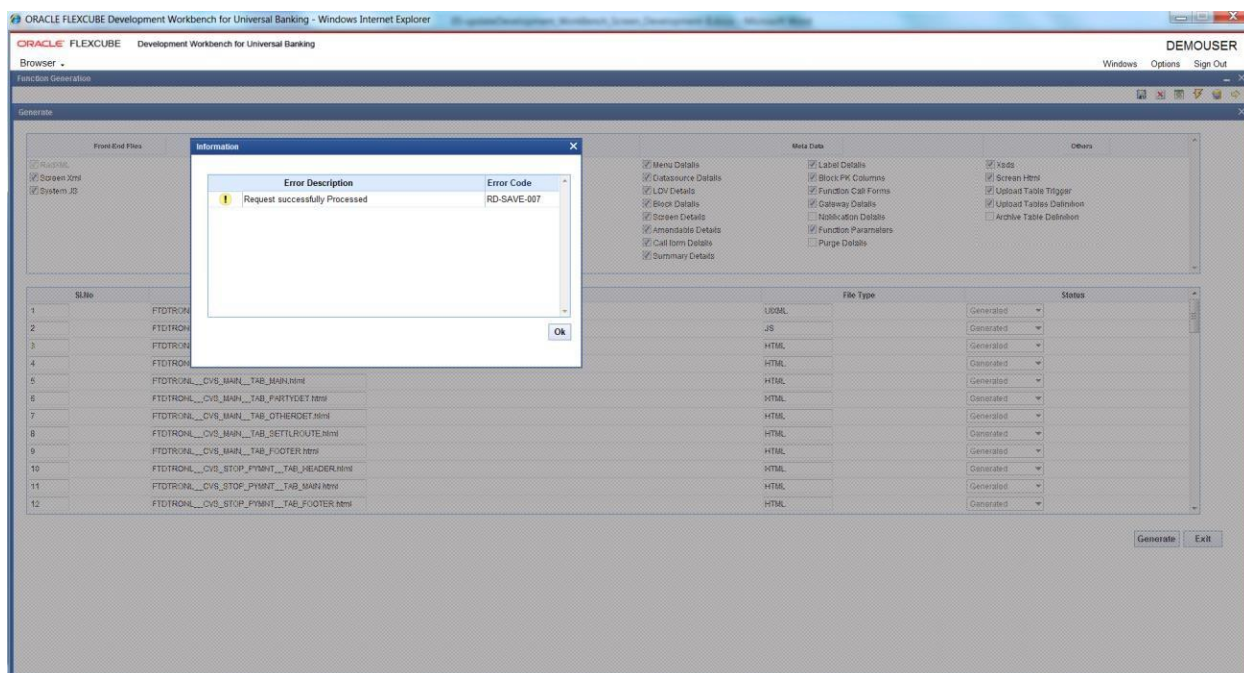 ORACLE FLEXCUBE Development Workbench for Universal Banking - Windows Internet Explorer
ORACLE FLEXCUBE Development Workbench for Universal Banking
DEMOUSER
Browser
Windows Options Sign Out
Function Generation
Generate
Front End Files
Meta Data
Others
RadXML
Screen Xml
System JS
Menu Details
Datasource Details
LOV Details
Block Details
Screen Details
Amendable Details
Call form Details
Summary Details
Label Details
Block PK Columns
Function Call Forms
Gateway Details
Notification Details
Function Parameters
Purge Details
Xsds
Screen Html
Upload Table Trigger
Upload Tables Definition
Archive Table Definition
Information
Error Description Error Code
Request successfully Processed RD-SAVE-007
Ok
Sl.No File Type Status
1 FTDTRON UIXML Generated
2 FTDTRON JS Generated
3 FTDTRON HTML Generated
4 FTDTRON HTML Generated
5 FTDTRONL__CVS_MAIN__TAB_MAIN.html HTML Generated
6 FTDTRONL__CVS_MAIN__TAB_PARTYDET.html HTML Generated
7 FTDTRONL__CVS_MAIN__TAB_OTHERDET.html HTML Generated
8 FTDTRONL__CVS_MAIN__TAB_SETTLROUTE.html HTML Generated
9 FTDTRONL__CVS_MAIN__TAB_FOOTER.html HTML Generated
10 FTDTRONL__CVS_STOP_PYMNT__TAB_HEADER.html HTML Generated
11 FTDTRONL__CVS_STOP_PYMNT__TAB_MAIN.html HTML Generated
12 FTDTRONL__CVS_STOP_PYMNT__TAB_FOOTER.html HTML Generated
Generate Exit